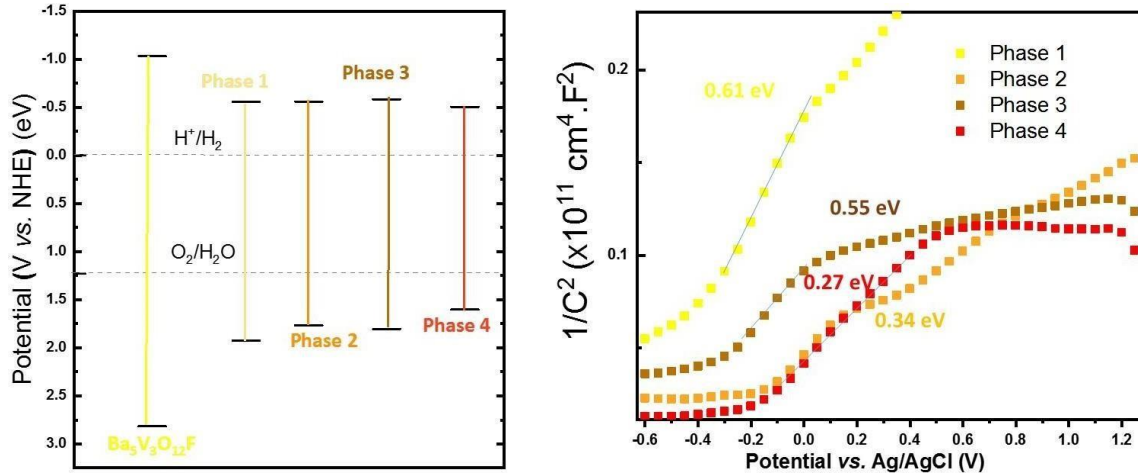 -1.5
-1.0
-0.5
0.0
0.5
1.0
1.5
2.0
2.5
3.0
Potential (V vs. NHE) (eV)
Phase 1
Phase 3
H⁺/H₂
O₂/H₂O
Phase 2
Phase 4
Ba₅V₃O₁₂F
0.2
0.1
1/C² (x10¹¹ cm⁴.F²)
0.61 eV
0.55 eV
0.27 eV
0.34 eV
Phase 1
Phase 2
Phase 3
Phase 4
-0.6 -0.4 -0.2 0.0 0.2 0.4 0.6 0.8 1.0 1.2
Potential vs. Ag/AgCl (V)